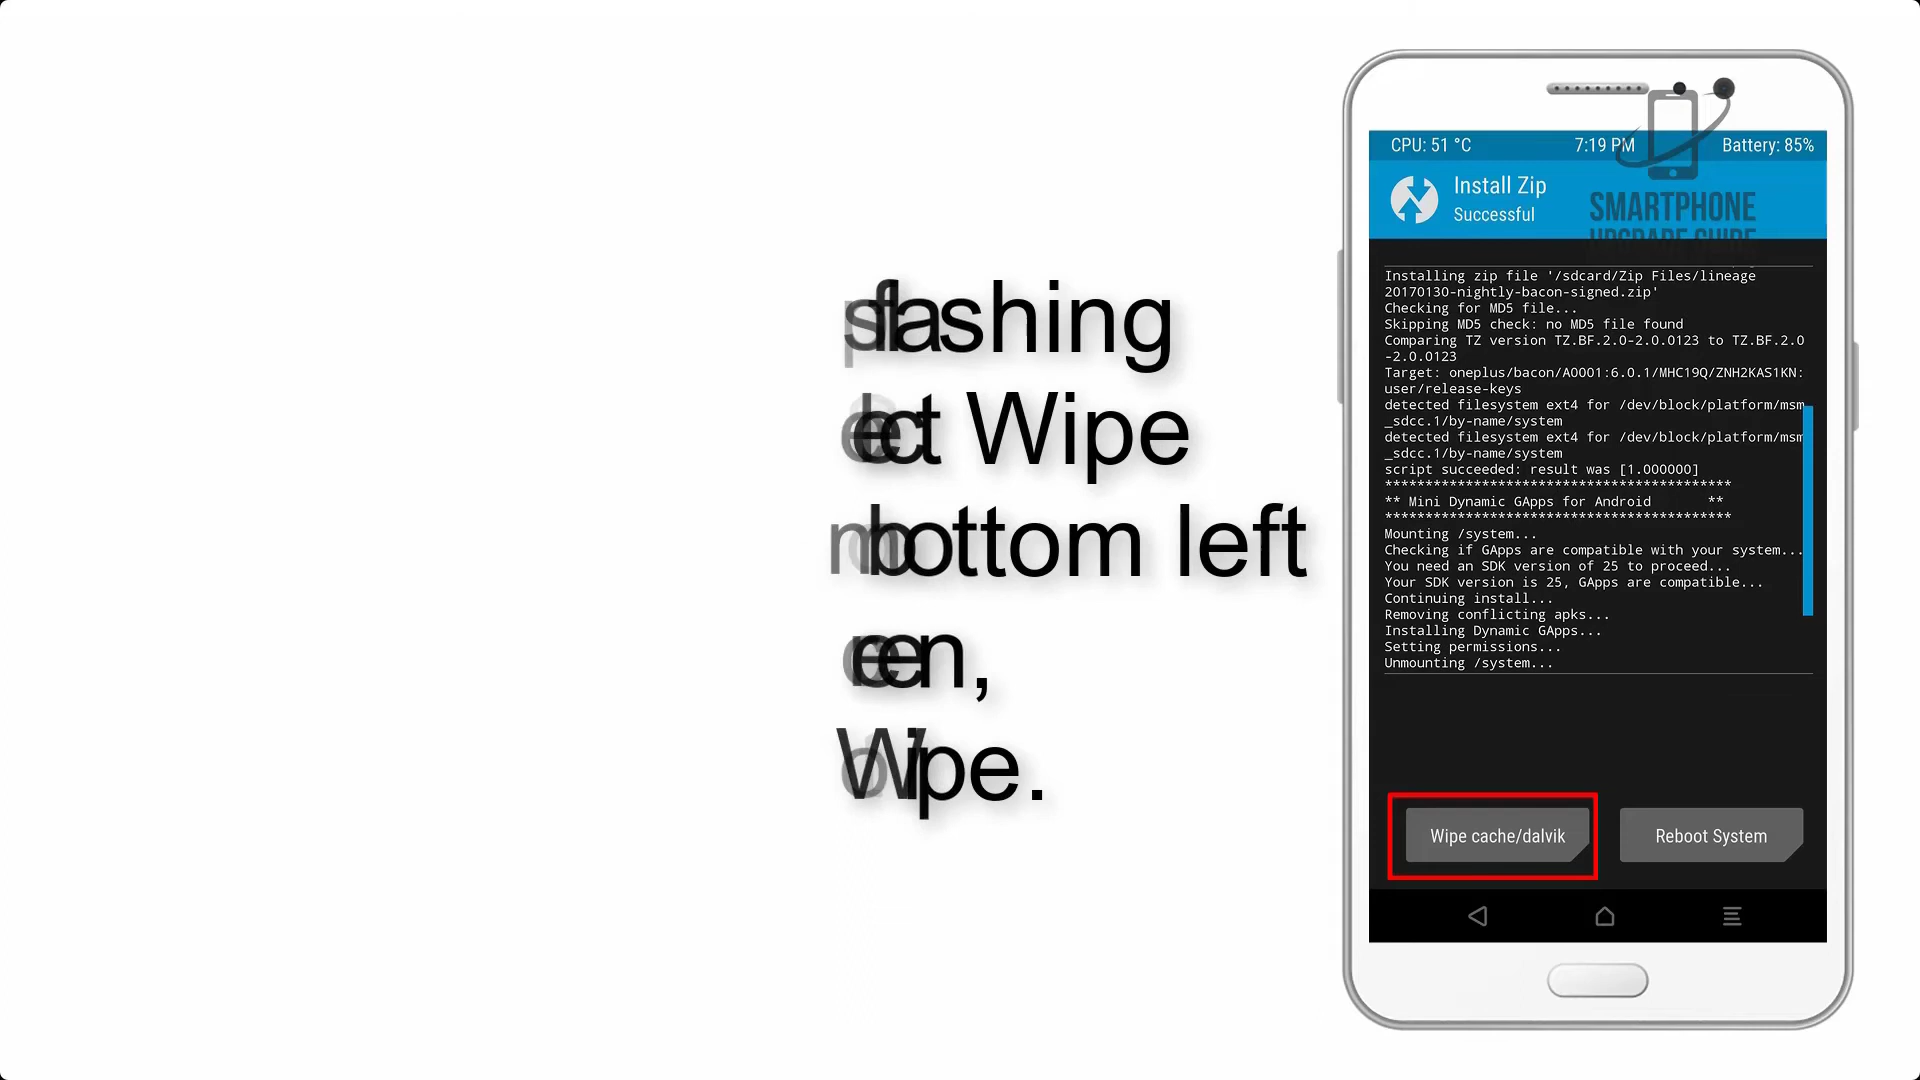 flashing
Wipe
bottom left
Wipe.
CPU: 51 °C 7:19 PM Battery: 85%
Install Zip
Successful
SMARTPHONE
UPGRADE GUIDE
Installing zip file '/sdcard/Zip Files/lineage
20170130-nightly-bacon-signed.zip'
Checking for MD5 file...
Skipping MD5 check: no MD5 file found
Comparing TZ version TZ.BF.2.0-2.0.0123 to TZ.BF.2.0
-2.0.0123
Target: oneplus/bacon/A0001:6.0.1/MHC19Q/ZNH2KAS1KN:
user/release-keys
detected filesystem ext4 for /dev/block/platform/msm
_sdcc.1/by-name/system
detected filesystem ext4 for /dev/block/platform/msm
_sdcc.1/by-name/system
script succeeded: result was [1.000000]
*******************************************
** Mini Dynamic GApps for Android **
*******************************************
Mounting /system...
Checking if GApps are compatible with your system...
You need an SDK version of 25 to proceed...
Your SDK version is 25, GApps are compatible...
Continuing install...
Removing conflicting apks...
Installing Dynamic GApps...
Setting permissions...
Unmounting /system...
Wipe cache/dalvik Reboot System